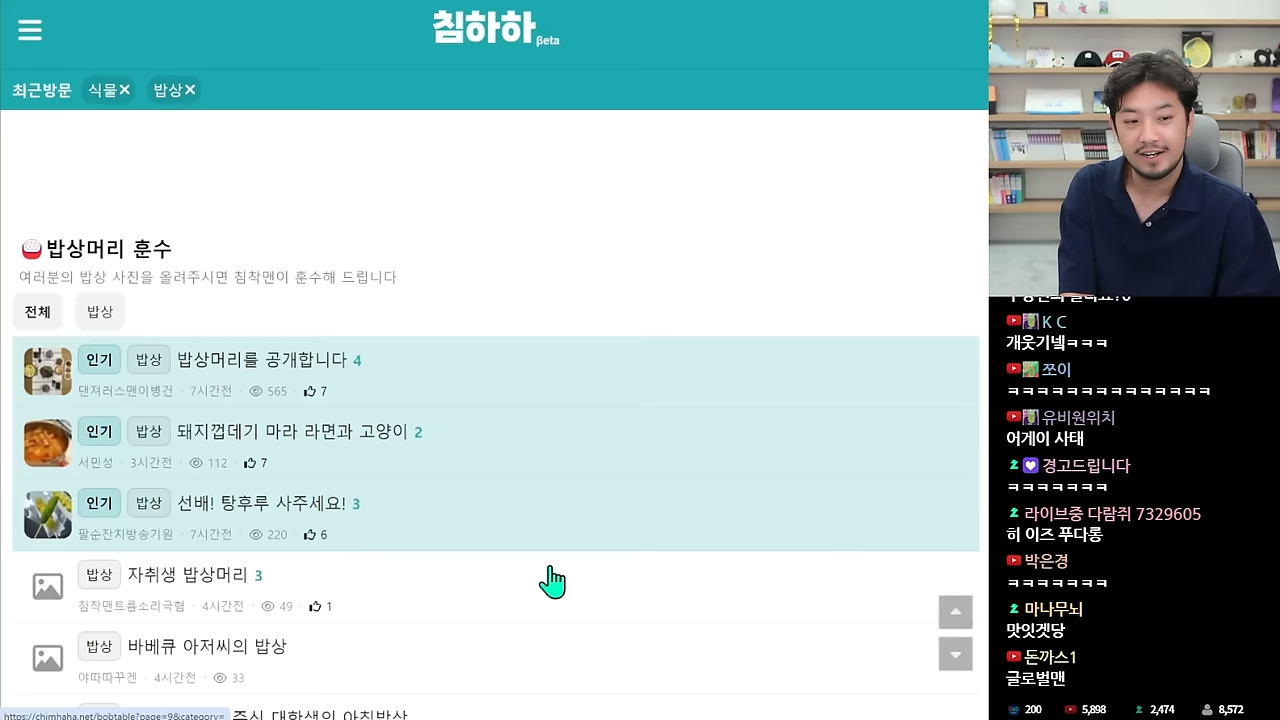 침하하 βeta
최근방문 식물✕ 밥상✕
밥상머리 훈수
여러분의 밥상 사진을 올려주시면 침착맨이 훈수해 드립니다
전체 밥상
인기 밥상 밥상머리를 공개합니다 4
댄져러스맨이병건 · 7시간전 · 565 · 7
인기 밥상 돼지껍데기 마라 라면과 고양이 2
서민성 · 3시간전 · 112 · 7
인기 밥상 선배! 탕후루 사주세요! 3
팔순잔치방송기원 · 7시간전 · 220 · 6
밥상 자취생 밥상머리 3
침착맨트름소리극혐 · 4시간전 · 49 · 1
밥상 바베큐 아저씨의 밥상
야따따꾸겐 · 4시간전 · 33
주식 대학생의 아침밥상
https://chimhaha.net/bobtable?page=9&category=
K C
개웃기넼ㅋㅋㅋ
쪼이
ㅋㅋㅋㅋㅋㅋㅋㅋㅋㅋㅋㅋㅋㅋ
유비원위치
어게이 사태
경고드립니다
ㅋㅋㅋㅋㅋㅋㅋ
라이브중 다람쥐 7329605
히 이즈 푸다롱
박은경
ㅋㅋㅋㅋㅋㅋㅋ
마나무뇌
맛잇겟당
돈까스1
글로벌맨
200 5,898 2,474 8,572